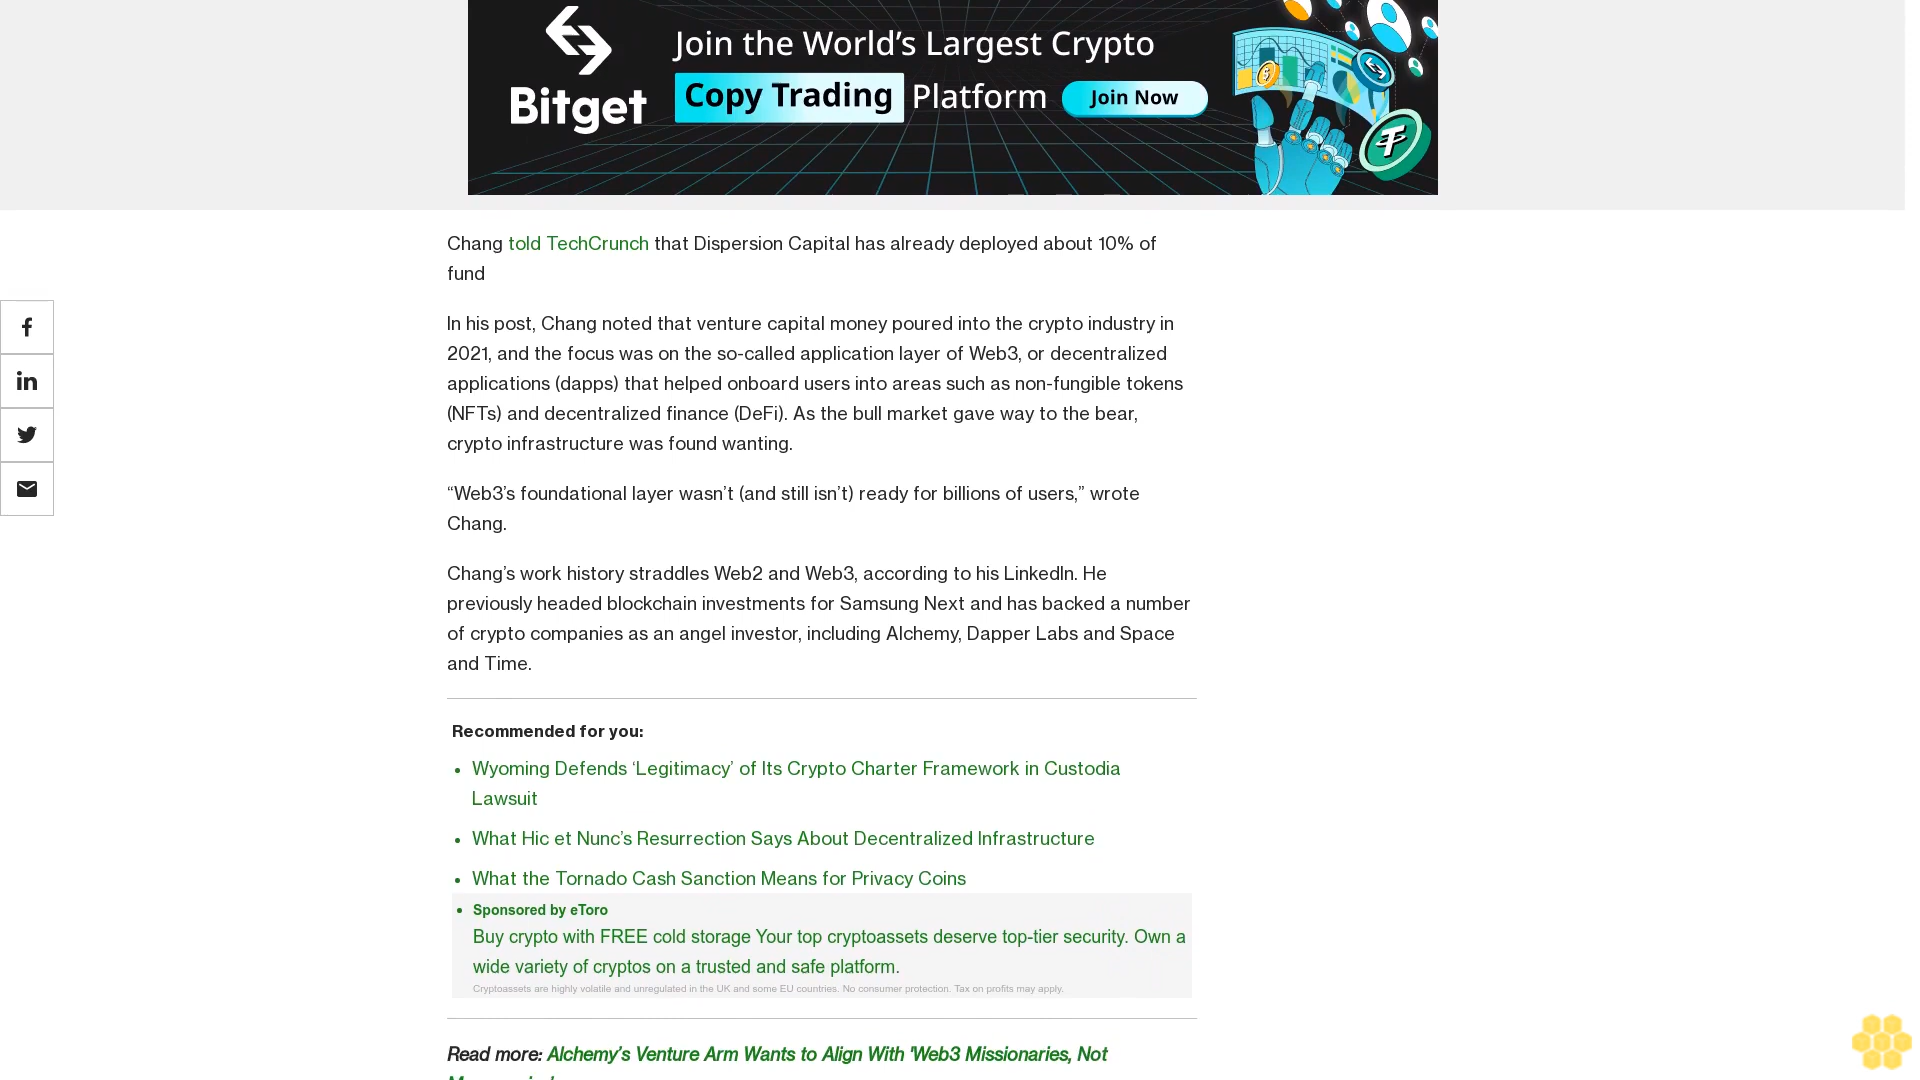 Join the World's Largest Crypto
Bitget
Copy Trading Platform Join Now
Chang told TechCrunch that Dispersion Capital has already deployed about 10% of
fund
In his post, Chang noted that venture capital money poured into the crypto industry in
2021, and the focus was on the so-called application layer of Web3, or decentralized
applications (dapps) that helped onboard users into areas such as non-fungible tokens
(NFTs) and decentralized finance (DeFi). As the bull market gave way to the bear,
crypto infrastructure was found wanting.
“Web3’s foundational layer wasn’t (and still isn’t) ready for billions of users,” wrote
Chang.
Chang’s work history straddles Web2 and Web3, according to his LinkedIn. He
previously headed blockchain investments for Samsung Next and has backed a number
of crypto companies as an angel investor, including Alchemy, Dapper Labs and Space
and Time.
Recommended for you:
• Wyoming Defends ‘Legitimacy’ of Its Crypto Charter Framework in Custodia
Lawsuit
• What Hic et Nunc’s Resurrection Says About Decentralized Infrastructure
• What the Tornado Cash Sanction Means for Privacy Coins
• Sponsored by eToro
Buy crypto with FREE cold storage Your top cryptoassets deserve top-tier security. Own a
wide variety of cryptos on a trusted and safe platform.
Cryptoassets are highly volatile and unregulated in the UK and some EU countries. No consumer protection. Tax on profits may apply.
Read more: Alchemy’s Venture Arm Wants to Align With 'Web3 Missionaries, Not